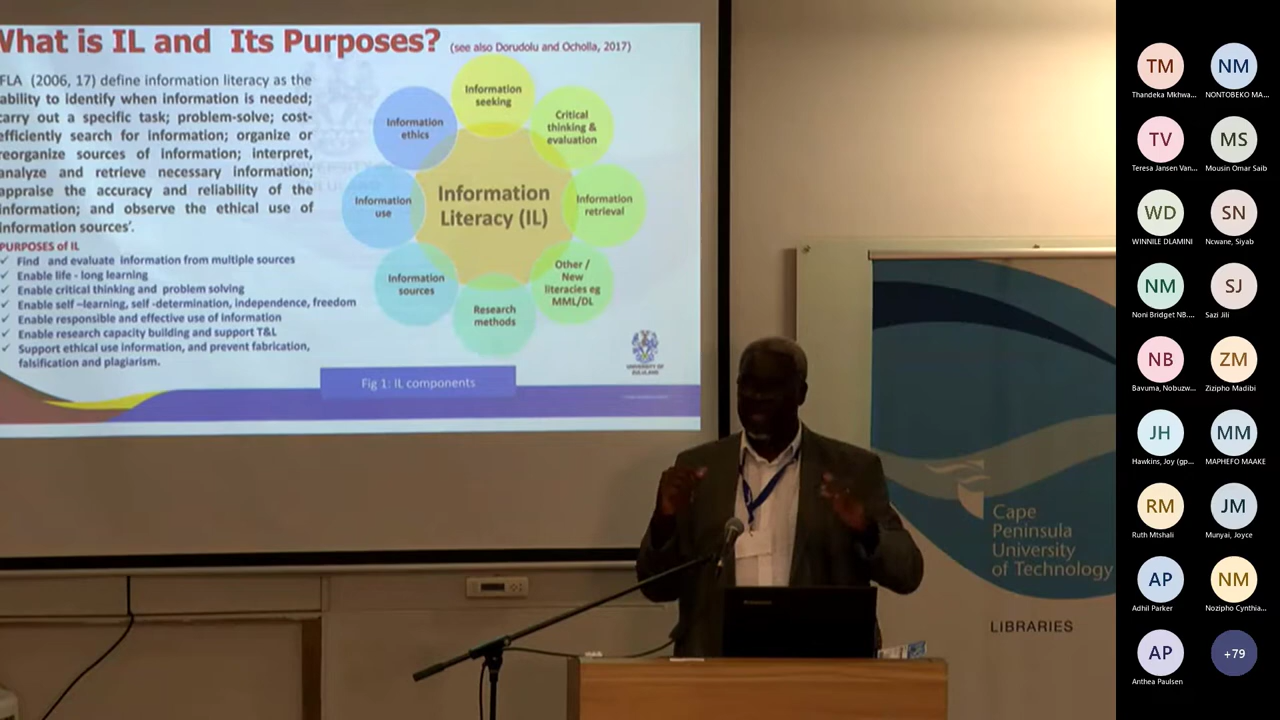 What is IL and Its Purposes? (see also Dorudolu and Ocholla, 2017)
FLA (2006, 17) define information literacy as the
ability to identify when information is needed;
carry out a specific task; problem-solve; cost-
efficiently search for information; organize or
reorganize sources of information; interpret,
analyze and retrieve necessary information;
appraise the accuracy and reliability of the
information; and observe the ethical use of
information sources'.
PURPOSES of IL
✓ Find and evaluate information from multiple sources
✓ Enable life - long learning
✓ Enable critical thinking and problem solving
✓ Enable self –learning, self -determination, independence, freedom
✓ Enable responsible and effective use of information
✓ Enable research capacity building and support T&L
✓ Support ethical use information, and prevent fabrication,
falsification and plagiarism.
Information
seeking
Critical
thinking &
evaluation
Information
retrieval
Other /
New
literacies eg
MML/DL
Research
methods
Information
sources
Information
use
Information
ethics
Information
Literacy (IL)
Fig 1: IL components
UNIVERSITY OF
ZULULAND
Cape
Peninsula
University
of Technology
LIBRARIES
TM
Thandeka Mkhwa...
NM
NONTOBEKO MA...
TV
Teresa Jansen Van...
MS
Mousin Omar Saib
WD
WINNILE DLAMINI
SN
Ncwane, Siyab
NM
Noni Bridget NB....
SJ
Sazi Jili
NB
Bavuma, Nobuzw...
ZM
Zizipho Madibi
JH
Hawkins, Joy (gp...
MM
MAPHEFO MAAKE
RM
Ruth Mtshali
JM
Munyai, Joyce
AP
Adhil Parker
NM
Nozipho Cynthia...
AP
Anthea Paulsen
+79